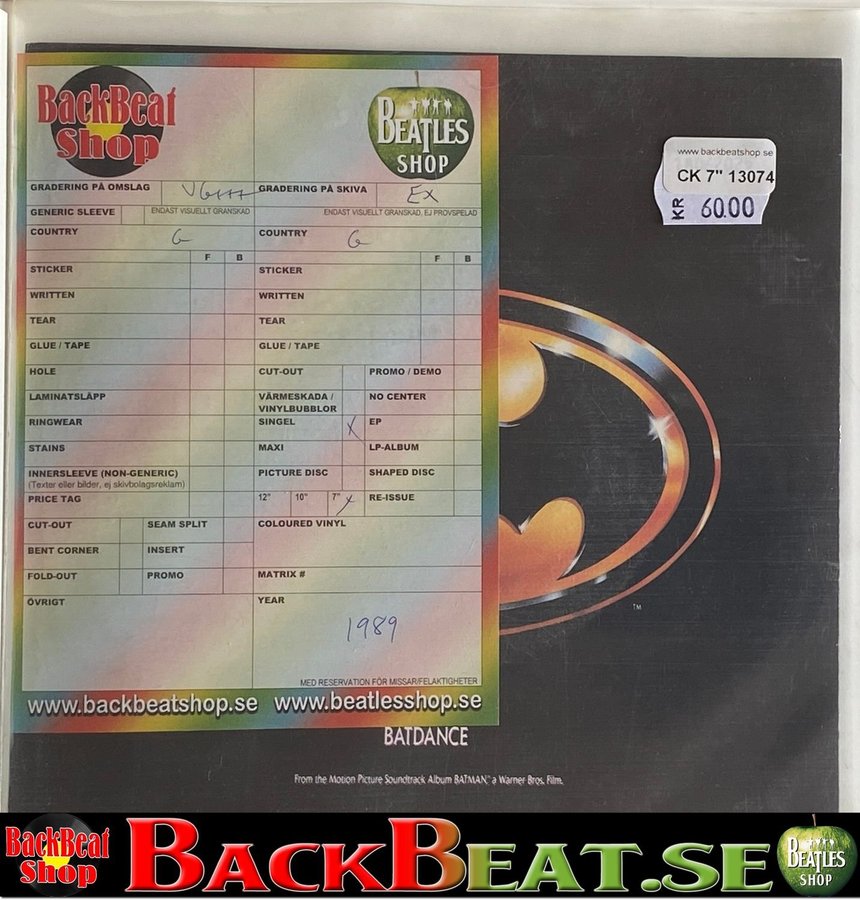 BackBeat
Shop
BEATLES
SHOP
GRADERING PÅ OMSLAG VG+++ GRADERING PÅ SKIVA EX
GENERIC SLEEVE ENDAST VISUELLT GRANSKAD ENDAST VISUELLT GRANSKAD, EJ PROVSPELAD
COUNTRY G COUNTRY G
F B F B
STICKER STICKER
WRITTEN WRITTEN
TEAR TEAR
GLUE / TAPE GLUE / TAPE
HOLE CUT-OUT PROMO / DEMO
LAMINATSLÄPP VÄRMESKADA / NO CENTER
VINYLBUBBLOR
RINGWEAR SINGEL X EP
STAINS MAXI LP-ALBUM
INNERSLEEVE (NON-GENERIC) PICTURE DISC SHAPED DISC
(Texter eller bilder, ej skivbolagsreklam)
PRICE TAG 12" 10" 7" X RE-ISSUE
CUT-OUT SEAM SPLIT COLOURED VINYL
BENT CORNER INSERT
FOLD-OUT PROMO MATRIX #
ÖVRIGT YEAR
1989
MED RESERVATION FÖR MISSAR/FELAKTIGHETER
www.backbeatshop.se www.beatlesshop.se
www.backbeatshop.se
CK 7" 13074
KR 60.00
TM
BATDANCE
From the Motion Picture Soundtrack Album BATMAN™ a Warner Bros. Film.
BackBeat
Shop
BACKBEAT.SE
BEATLES
SHOP